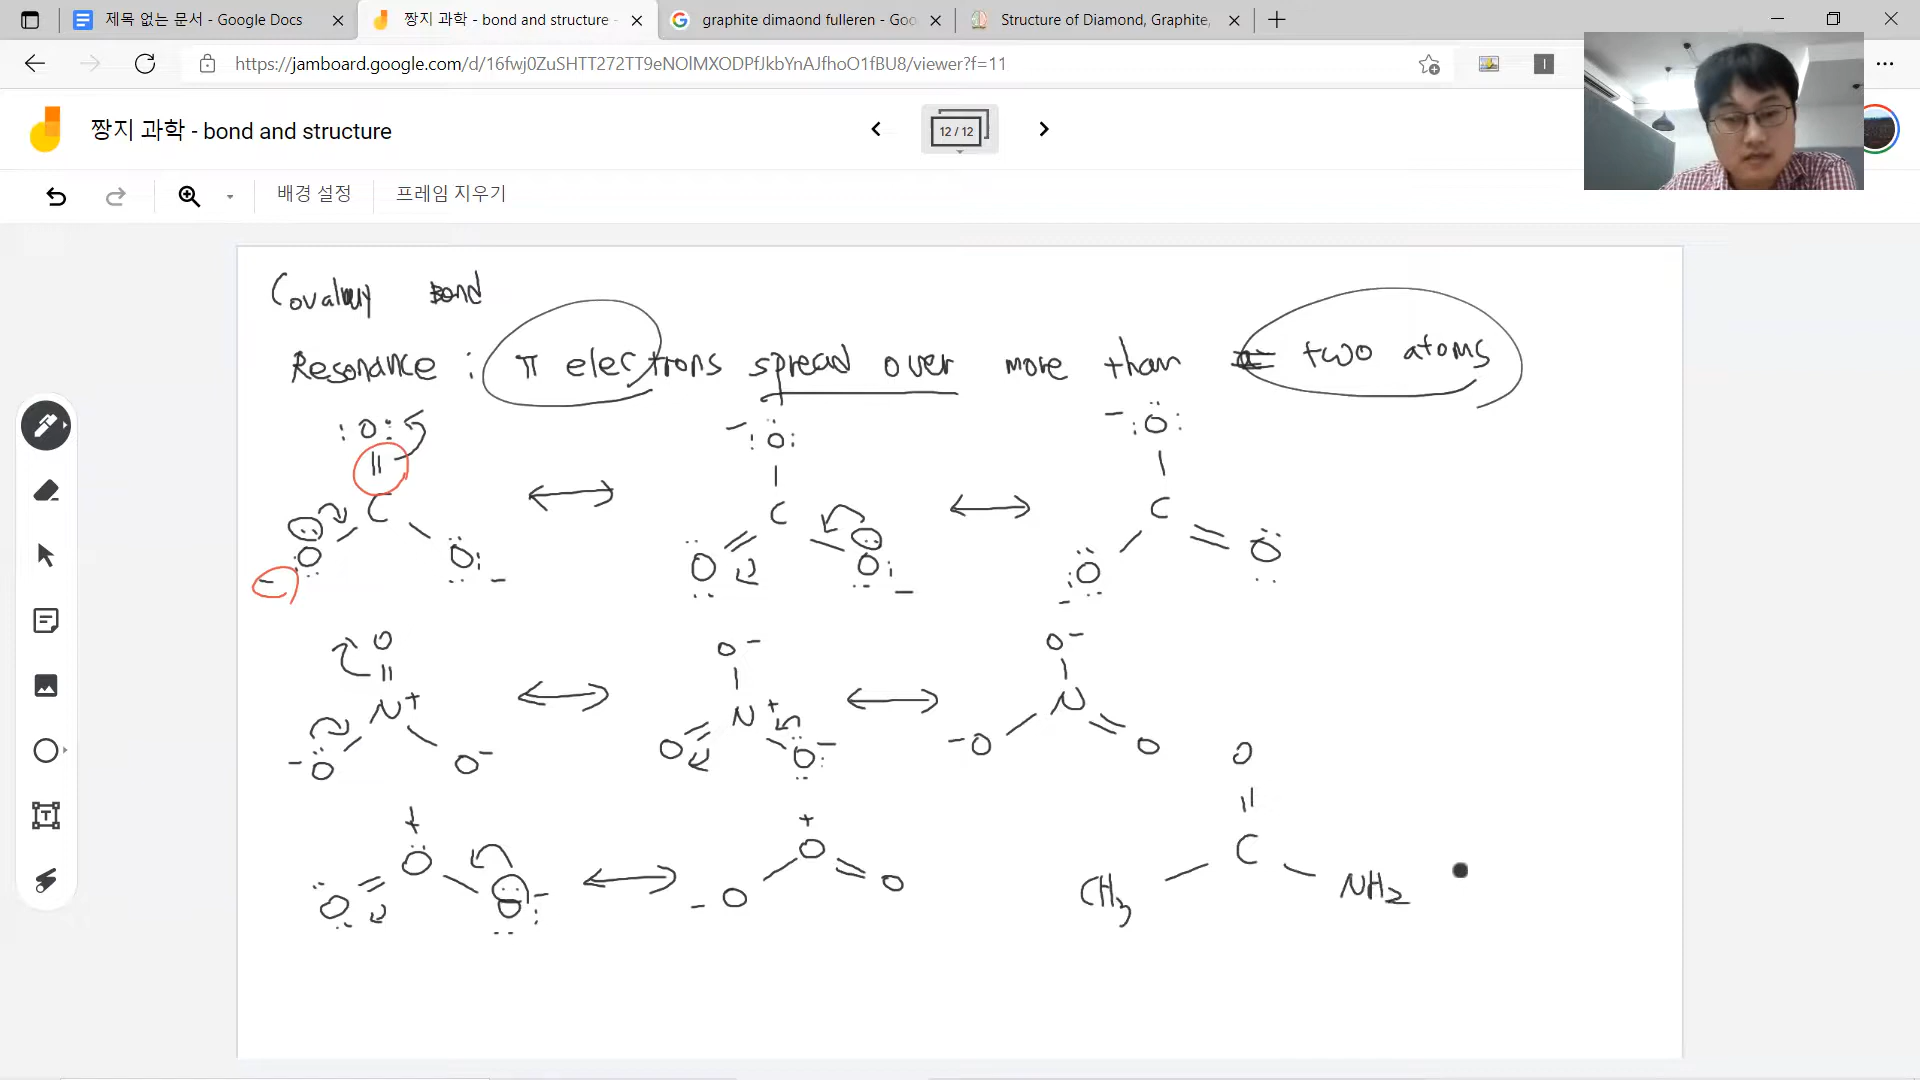 제목 없는 문서 - Google Docs
짱지 과학 - bond and structure -
graphite dimaond fulleren - Goo
Structure of Diamond, Graphite,
https://jamboard.google.com/d/16fwj0ZuSHTT272TT9eNOlMXODPfJkbYnAJfhoO1fBU8/viewer?f=11
짱지 과학 - bond and structure
12 / 12
배경 설정
프레임 지우기
bond
Resonance : π electrons spread over more than two atoms
:O: - :O: - :O:
|| | |
C ↔ C ↔ C
- O O - O O - O O
O O - O -
|| | |
N + ↔ N + ↔ N
- O O - O O - - O O
O
+ + ||
O ↔ O C
O O - - O O CH3 NH2